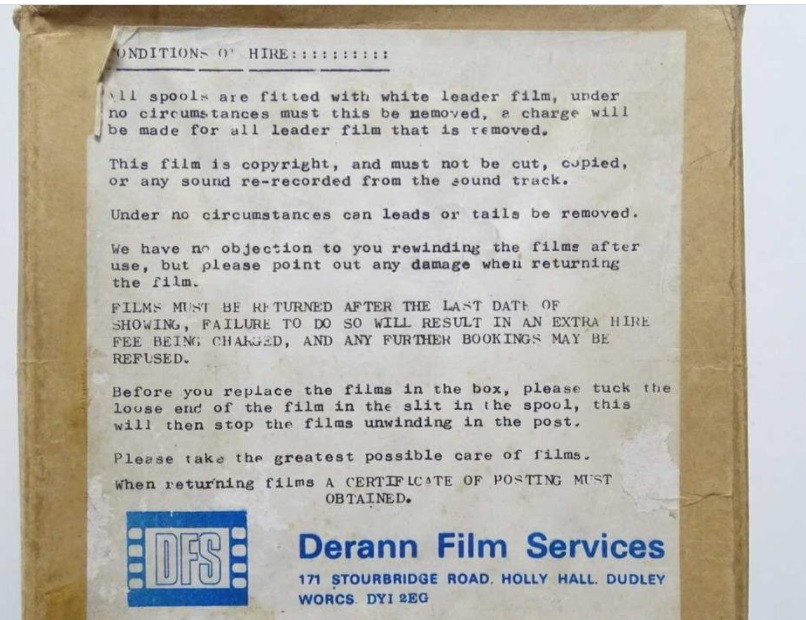 CONDITIONS OF HIRE::::::::::
All spools are fitted with white leader film, under
no circumstances must this be nemoved, a charge will
be made for all leader film that is removed.
This film is copyright, and must not be cut, copied,
or any sound re-recorded from the sound track.
Under no circumstances can leads or tails be removed.
We have no objection to you rewinding the films after
use, but please point out any damage when returning
the film.
FILMS MUST BE RETURNED AFTER THE LAST DATE OF
SHOWING, FAILURE TO DO SO WILL RESULT IN AN EXTRA HIRE
FEE BEING CHARGED, AND ANY FURTHER BOOKINGS MAY BE
REFUSED.
Before you replace the films in the box, please tuck the
loose end of the film in the slit in the spool, this
will then stop the films unwinding in the post.
Please take the greatest possible care of films.
When returning films A CERTIFICATE OF POSTING MUST
OBTAINED.
DFS
Derann Film Services
171 STOURBRIDGE ROAD. HOLLY HALL. DUDLEY
WORCS DY1 2EG